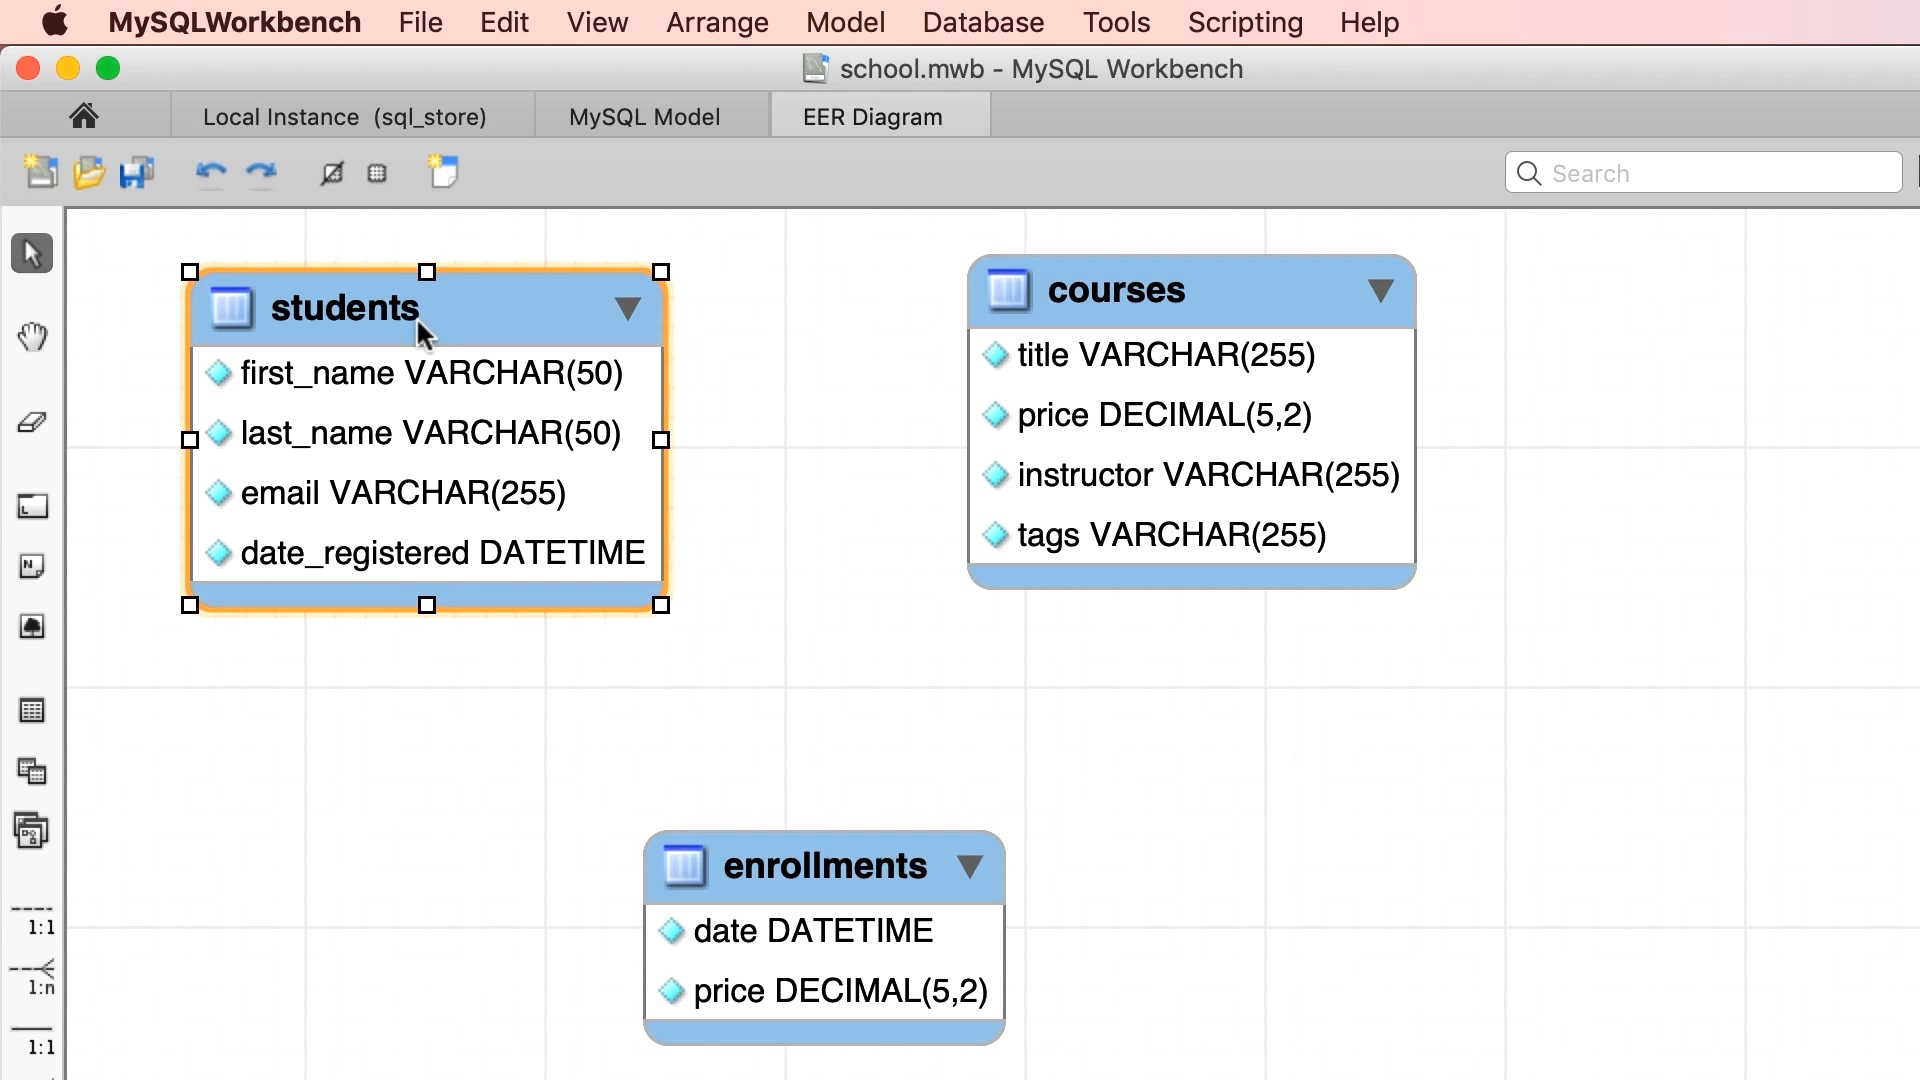 MySQLWorkbench File Edit View Arrange Model Database Tools Scripting Help
school.mwb - MySQL Workbench
Local Instance (sql_store) MySQL Model EER Diagram
Search
students
first_name VARCHAR(50)
last_name VARCHAR(50)
email VARCHAR(255)
date_registered DATETIME
courses
title VARCHAR(255)
price DECIMAL(5,2)
instructor VARCHAR(255)
tags VARCHAR(255)
enrollments
date DATETIME
price DECIMAL(5,2)
1:1
1:n
1:1